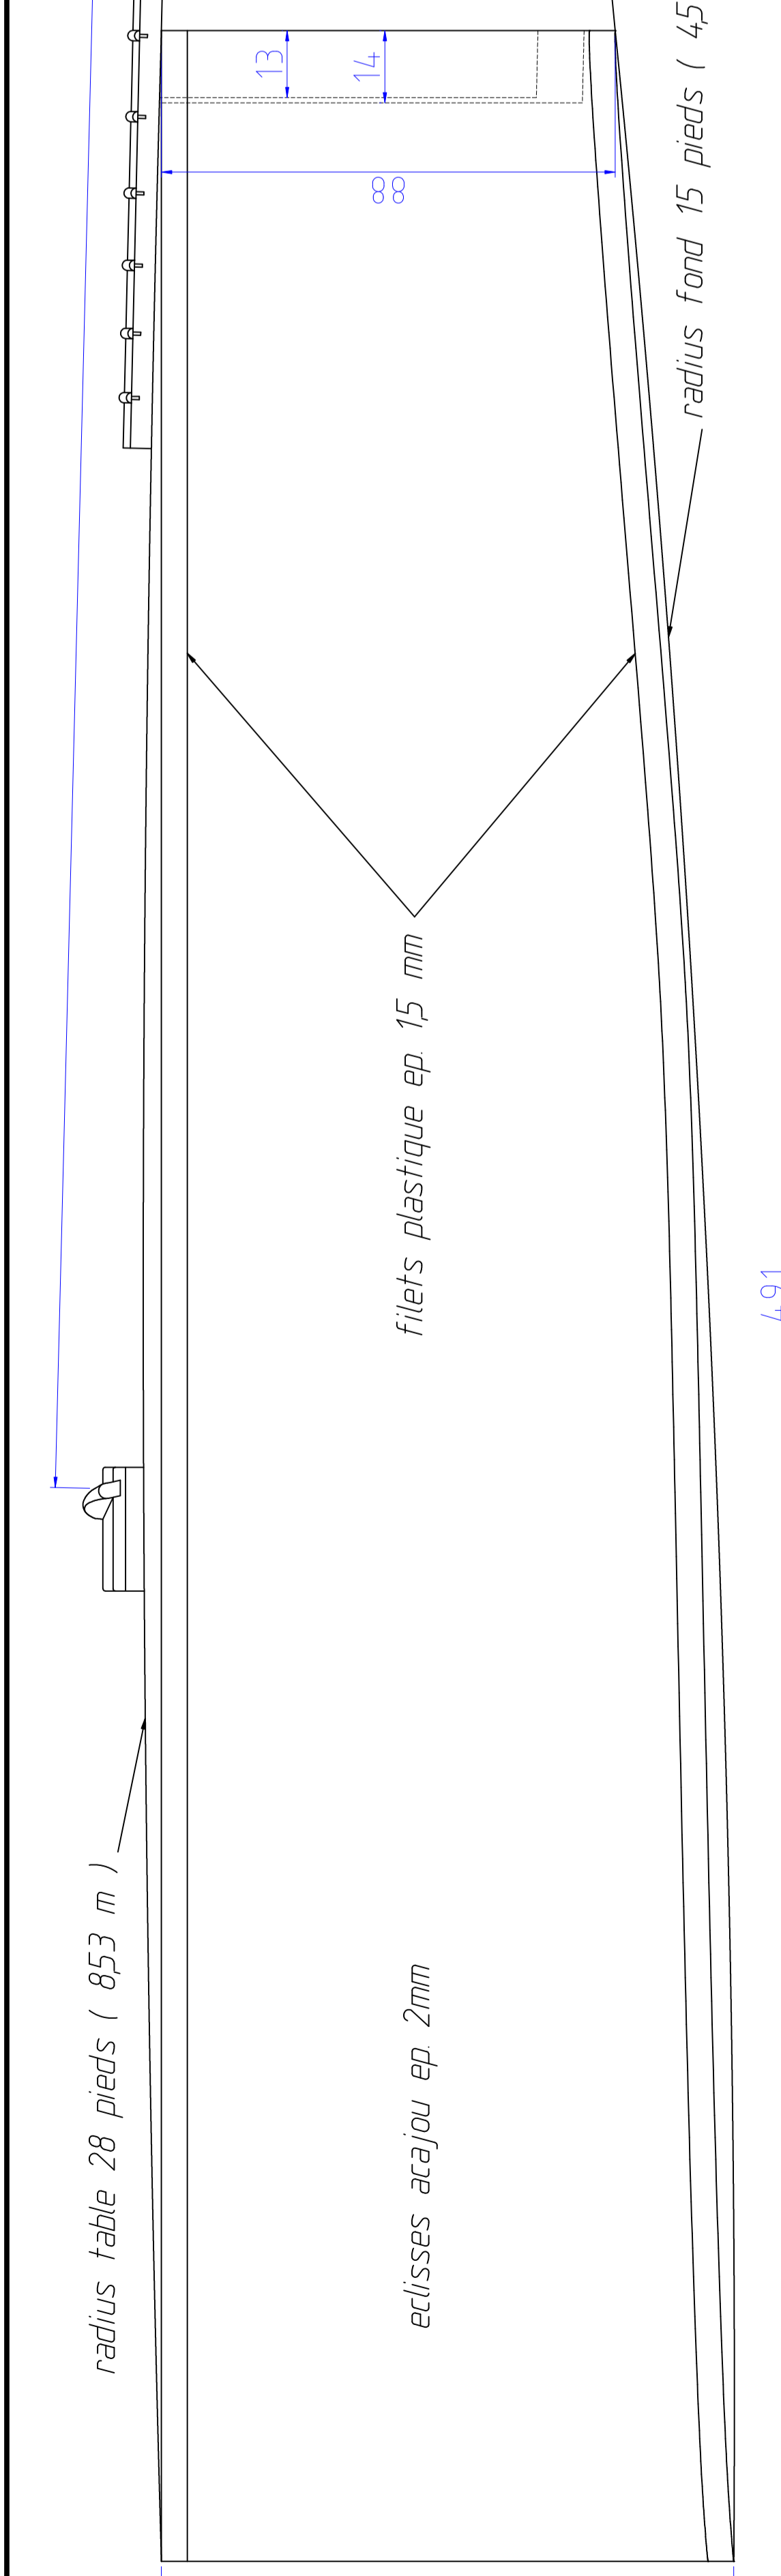 13
14
88
radius fond 15 pieds ( 4,5
filets plastique ep. 1,5 mm
491
radius table 28 pieds ( 8,53 m )
eclisses acajou ep. 2mm